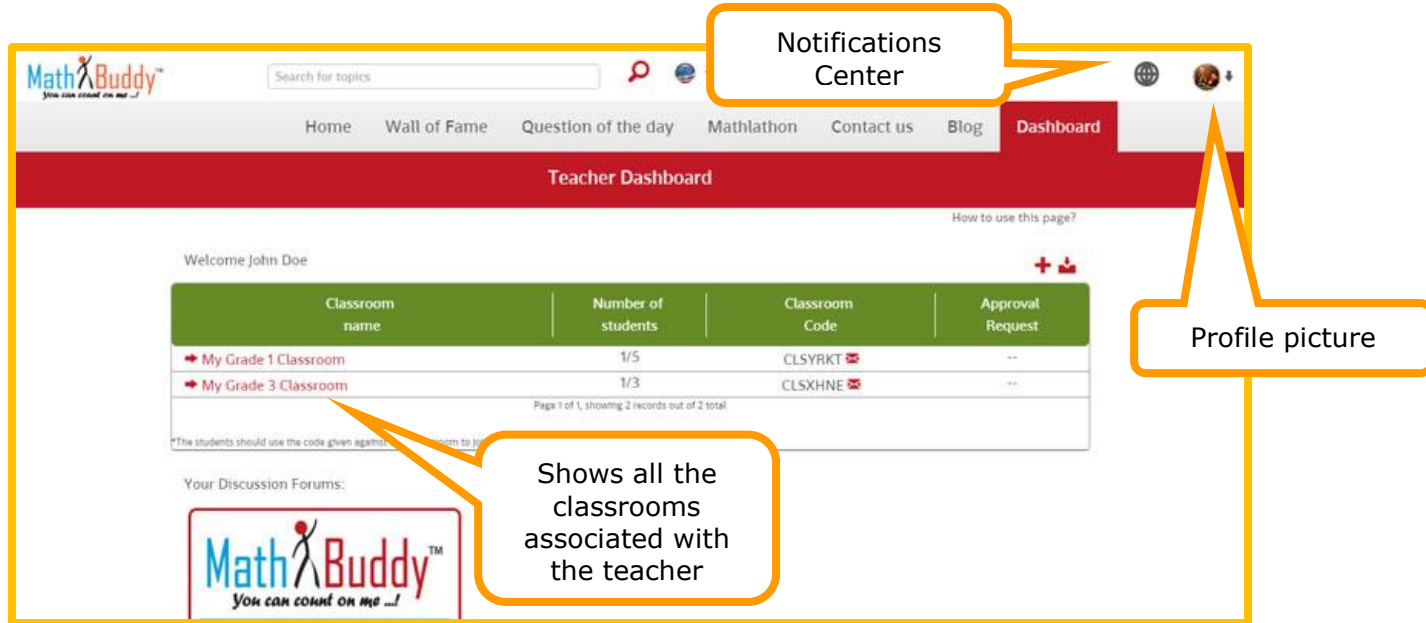 Notifications
Center
Math Buddy™
You can count on me ...!
Search for topics
Home Wall of Fame Question of the day Mathlathon Contact us Blog Dashboard
Teacher Dashboard
How to use this page?
Welcome John Doe
Classroom name Number of students Classroom Code Approval Request
My Grade 1 Classroom 1/5 CLSYRKT --
My Grade 3 Classroom 1/3 CLSXHNE --
Page 1 of 1, showing 2 records out of 2 total
*The students should use the code given against
Profile picture
Shows all the
classrooms
associated with
the teacher
Your Discussion Forums:
Math Buddy™
You can count on me ...!